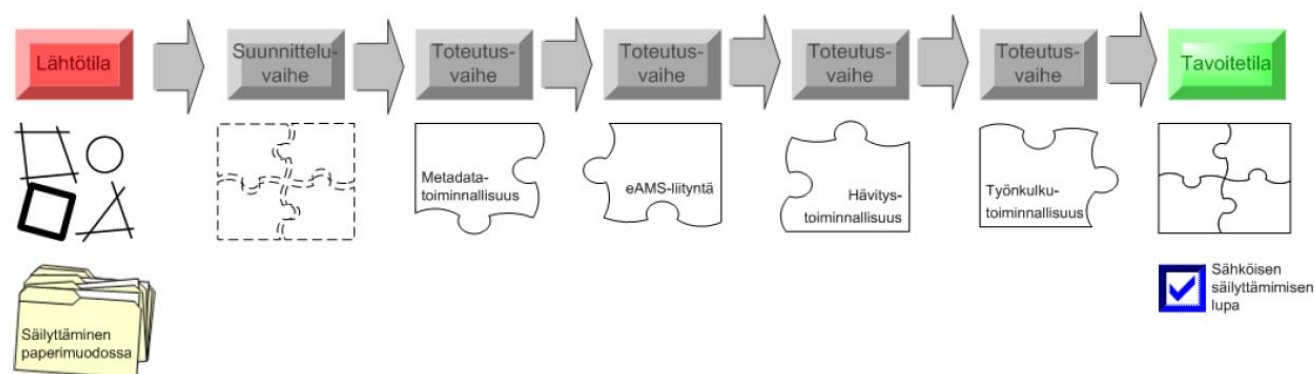 Lähtötila
Suunnittelu-
vaihe
Toteutus-
vaihe
Toteutus-
vaihe
Toteutus-
vaihe
Toteutus-
vaihe
Tavoitetila
Metadata-
toiminnallisuus
eAMS-liityntä
Hävitys-
toiminnallisuus
Työnkulku-
toiminnallisuus
Säilyttäminen
paperimuodossa
Sähköisen
säilyttämimisen
lupa